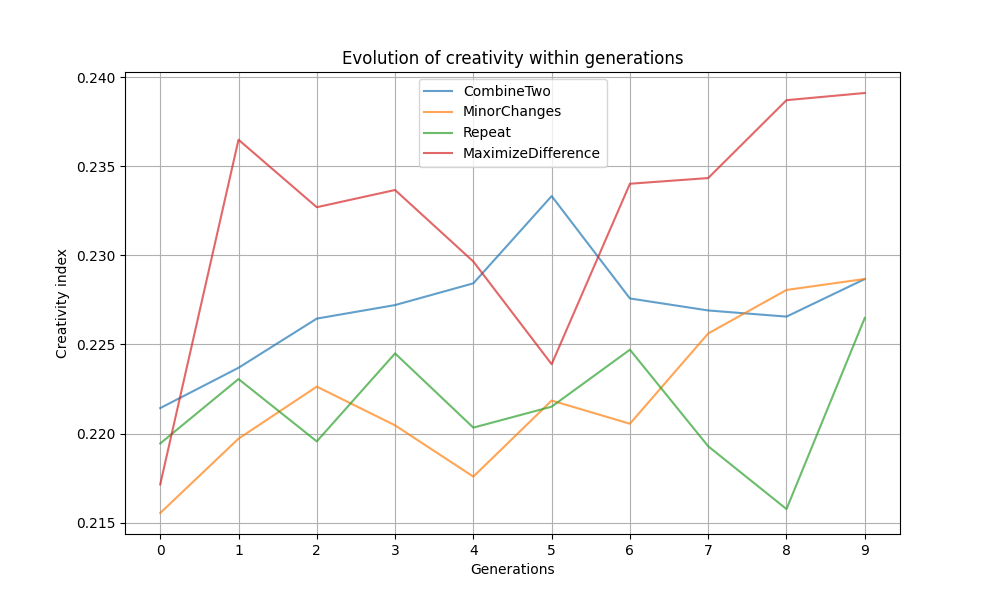 Evolution of creativity within generations
0.240
0.235
0.230
0.225
0.220
0.215
Creativity index
CombineTwo
MinorChanges
Repeat
MaximizeDifference
0 1 2 3 4 5 6 7 8 9
Generations